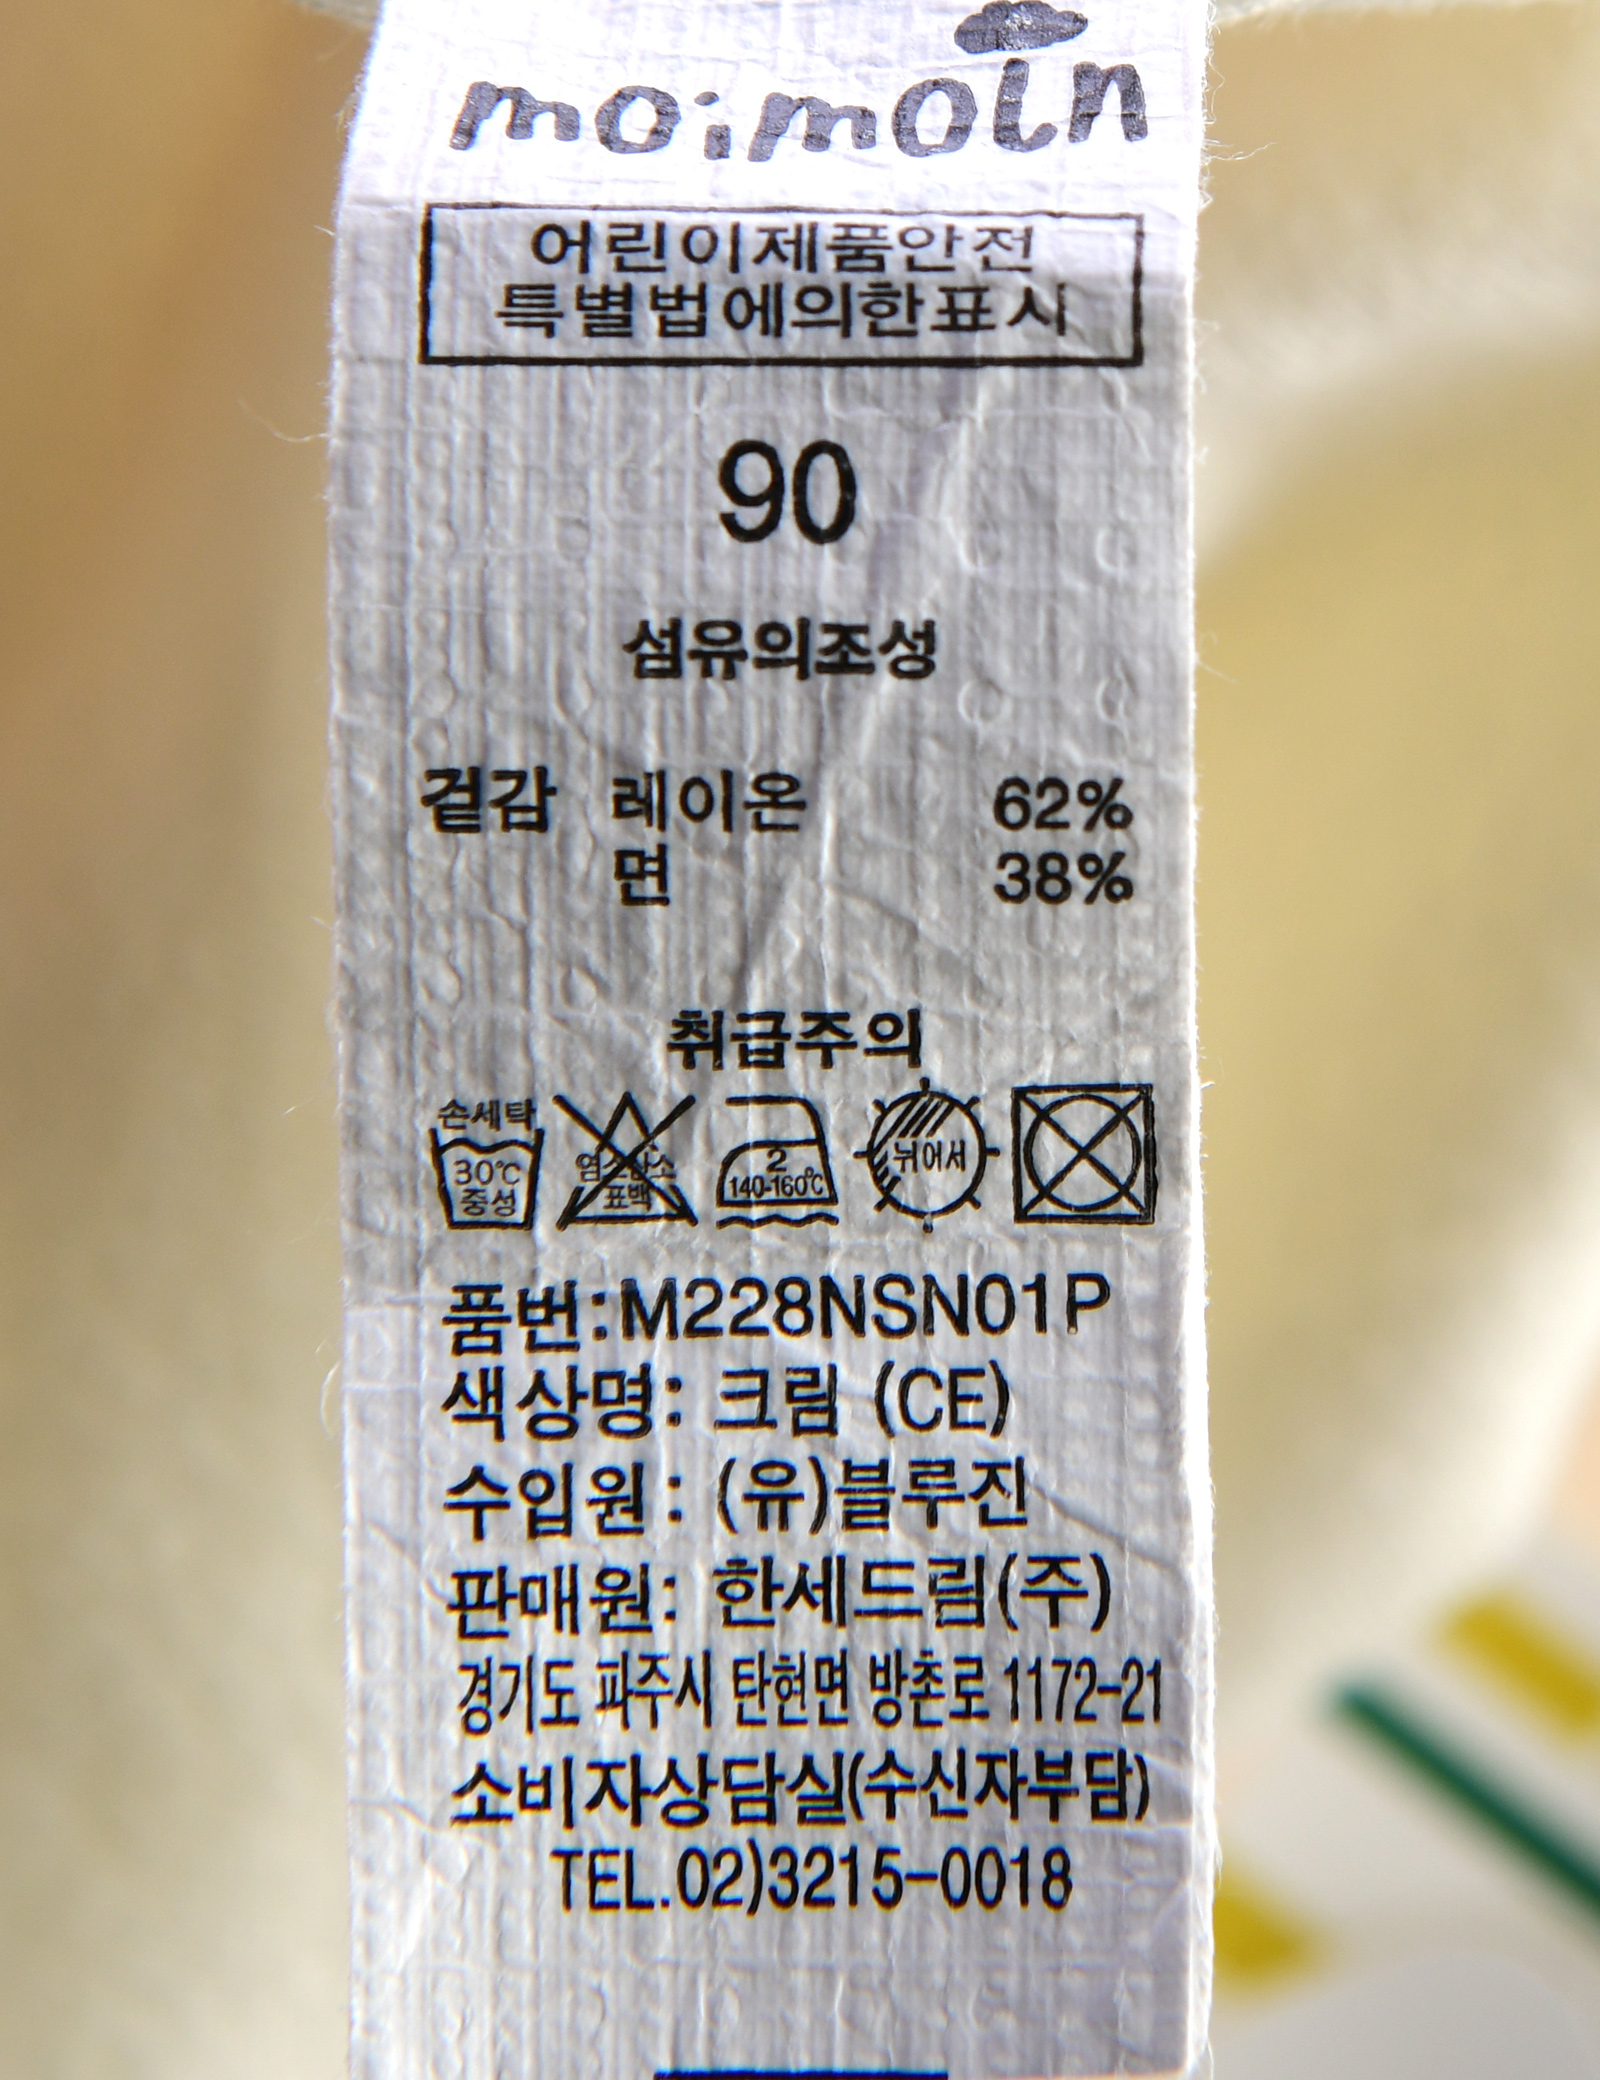 moimoln
어린이제품안전
특별법에의한표시
90
섬유의조성
겉감 레이온 62%
면 38%
취급주의
손세탁
30℃
중성
염소산소
표백
2
140-160℃
뉘어서
품번:M228NSN01P
색상명: 크림 (CE)
수입원: (유)블루진
판매원: 한세드림(주)
경기도 파주시 탄현면 방촌로 1172-21
소비자상담실(수신자부담)
TEL.02)3215-0018